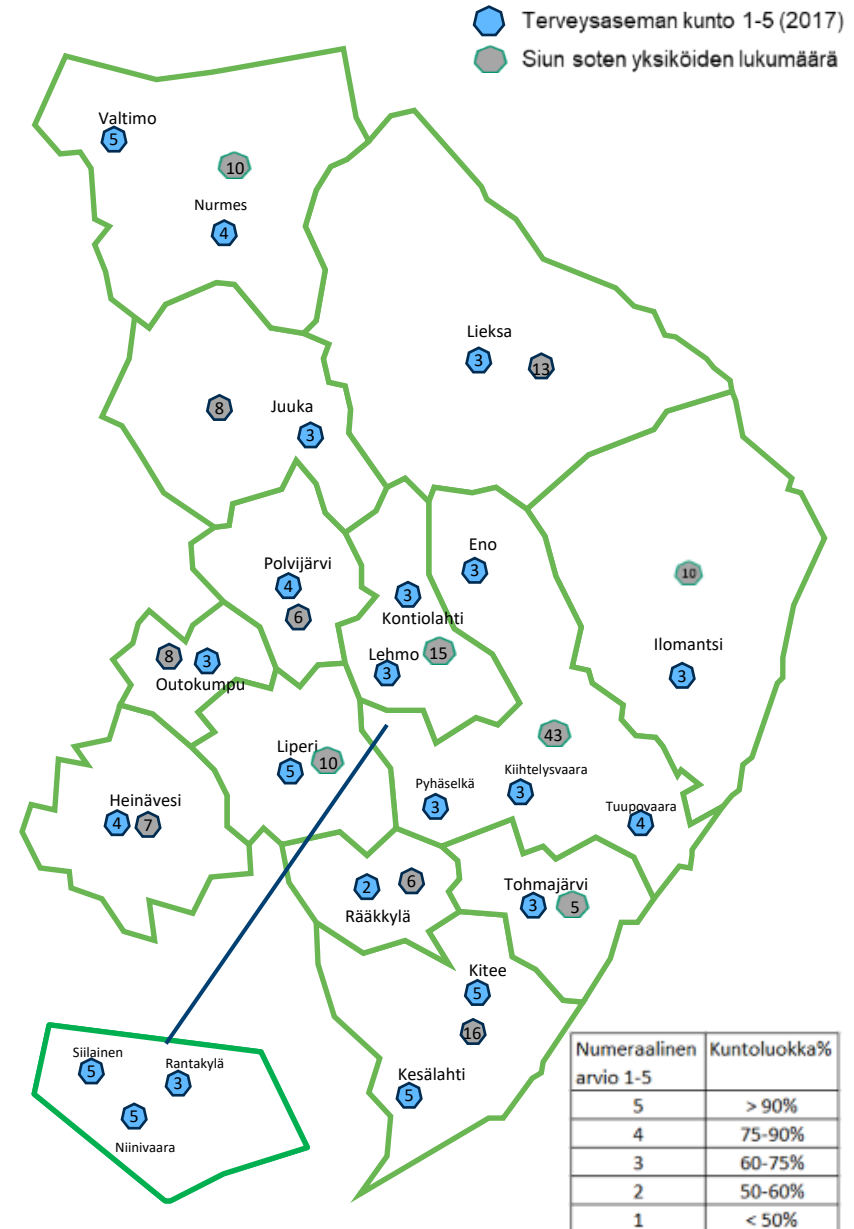 Terveysaseman kunto 1-5 (2017)
Siun soten yksiköiden lukumäärä
Valtimo
5
10
Nurmes
4
Lieksa
3
13
8
Juuka
3
Eno
3
Polvijärvi
4
6
3
Kontiolahti
10
Ilomantsi
3
8
3
Outokumpu
Lehmo
15
3
43
Liperi
10
5
Kiihtelysvaara
3
Pyhäselkä
3
Tuupovaara
4
Heinävesi
4
7
2
6
Rääkkylä
Tohmajärvi
3
5
Kitee
5
16
Kesälahti
5
Siilainen
5
Rantakylä
3
5
Niinivaara
Numeraalinen Kuntoluokka%
arvio 1-5
5 > 90%
4 75-90%
3 60-75%
2 50-60%
1 < 50%